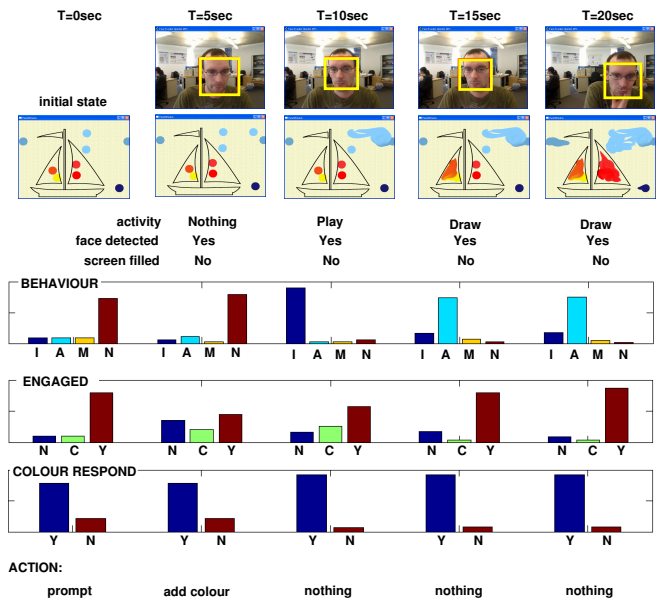 T=0sec T=5sec T=10sec T=15sec T=20sec
initial state
activity Nothing Play Draw Draw
face detected Yes Yes Yes Yes
screen filled No No No No
BEHAVIOUR
I A M N I A M N I A M N I A M N I A M N
ENGAGED
N C Y N C Y N C Y N C Y N C Y
COLOUR RESPOND
Y N Y N Y N Y N Y N
ACTION:
prompt add colour nothing nothing nothing